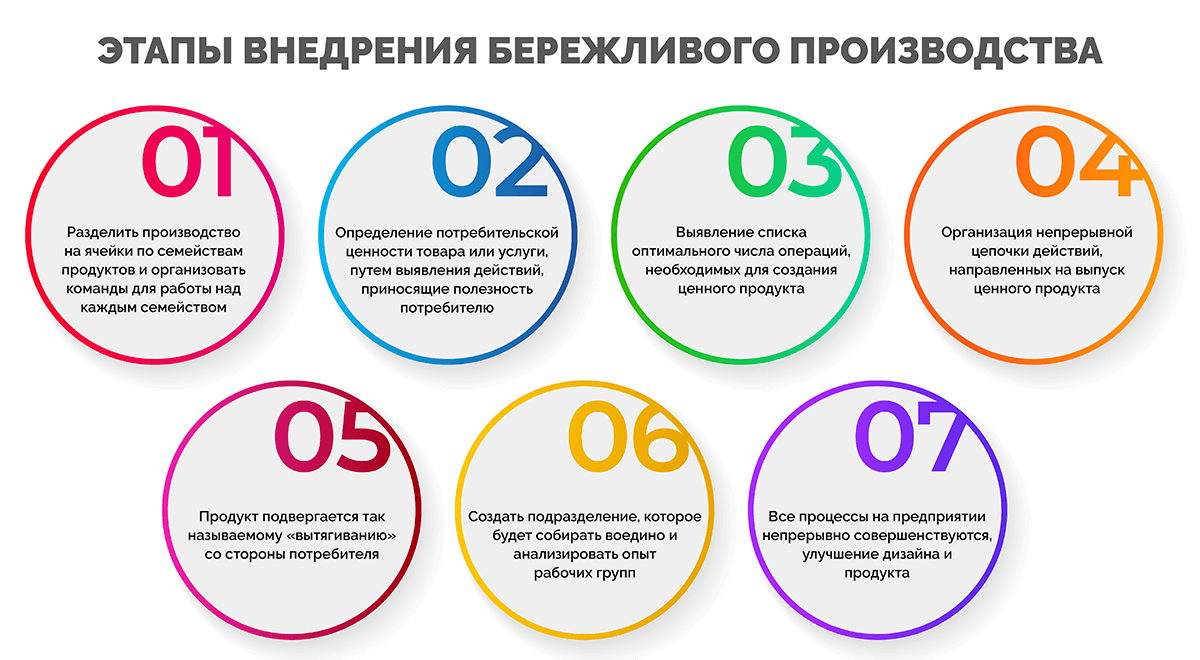 ЭТАПЫ ВНЕДРЕНИЯ БЕРЕЖЛИВОГО ПРОИЗВОДСТВА
01
Разделить производство
на ячейки по семействам
продуктов и организовать
команды для работы над
каждым семейством
02
Определение потребительской
ценности товара или услуги,
путем выявления действий,
приносящие полезность
потребителю
03
Выявление списка
оптимального числа операций,
необходимых для создания
ценного продукта
04
Организация непрерывной
цепочки действий,
направленных на выпуск
ценного продукта
05
Продукт подвергается так
называемому «вытягиванию»
со стороны потребителя
06
Создать подразделение, которое
будет собирать воедино и
анализировать опыт
рабочих групп
07
Все процессы на предприятии
непрерывно совершенствуются,
улучшение дизайна и
продукта